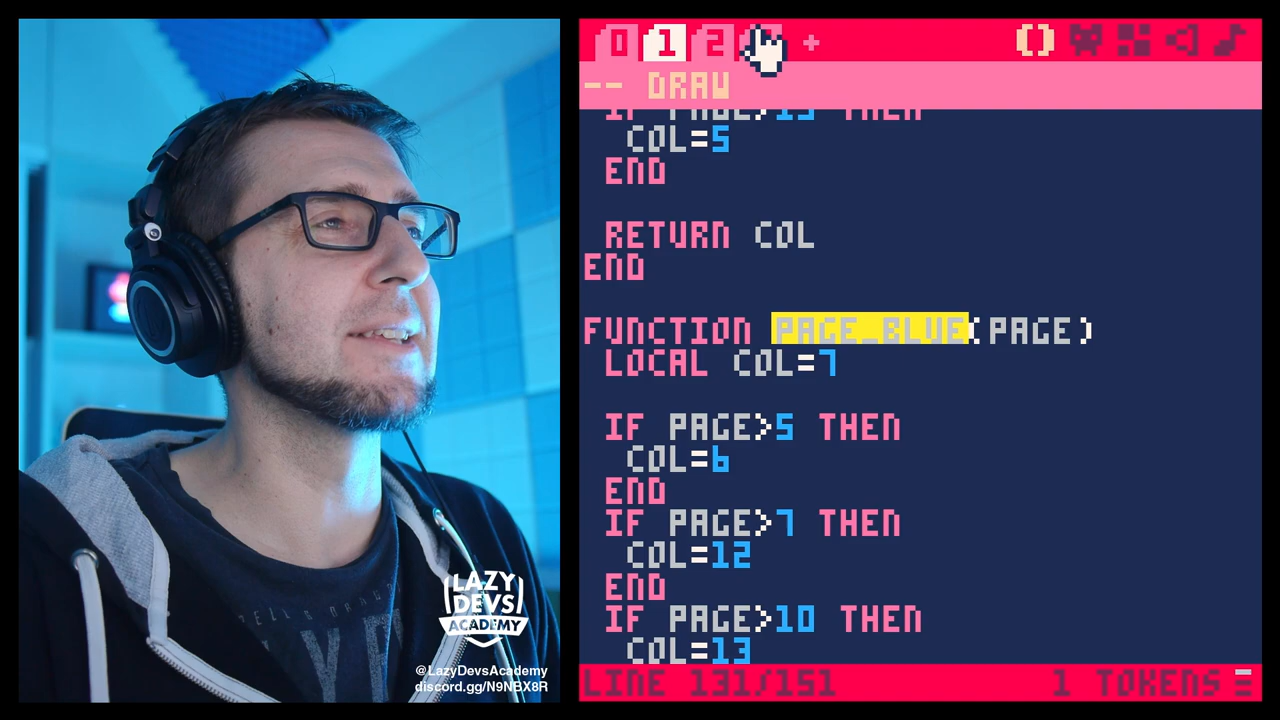 0 1 2 +
-- DRAW
COL=5
END
RETURN COL
END
FUNCTION PAGE_BLUE(PAGE)
LOCAL COL=7
IF PAGE>5 THEN
COL=6
END
IF PAGE>7 THEN
COL=12
END
IF PAGE>10 THEN
COL=13
LINE 131/151 1 TOKENS
LAZY
DEVS
ACADEMY
@LazyDevsAcademy
discord.gg/N9NBX8R